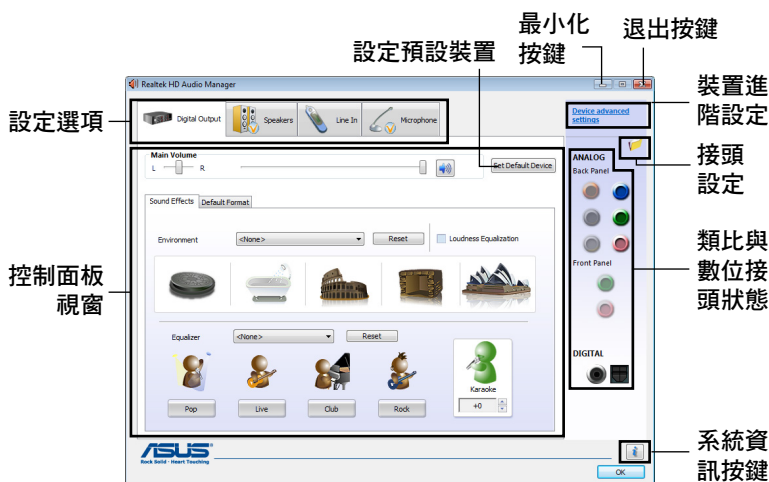 最小化
按鍵
退出按鍵
設定預設裝置
Realtek HD Audio Manager
設定選項
Digital Output
Speakers
Line In
Microphone
Device advanced
settings
裝置進
階設定
Main Volume
L
R
Set Default Device
ANALOG
Back Panel
接頭
設定
Sound Effects
Default Format
Environment
<None>
Reset
Loudness Equalization
類比與
數位接
頭狀態
Front Panel
控制面板
視窗
Equalizer
<None>
Reset
DIGITAL
Karaoke
+0
Pop
Live
Club
Rock
ASUS
Rock Solid · Heart Touching
系統資
訊按鍵
i
OK